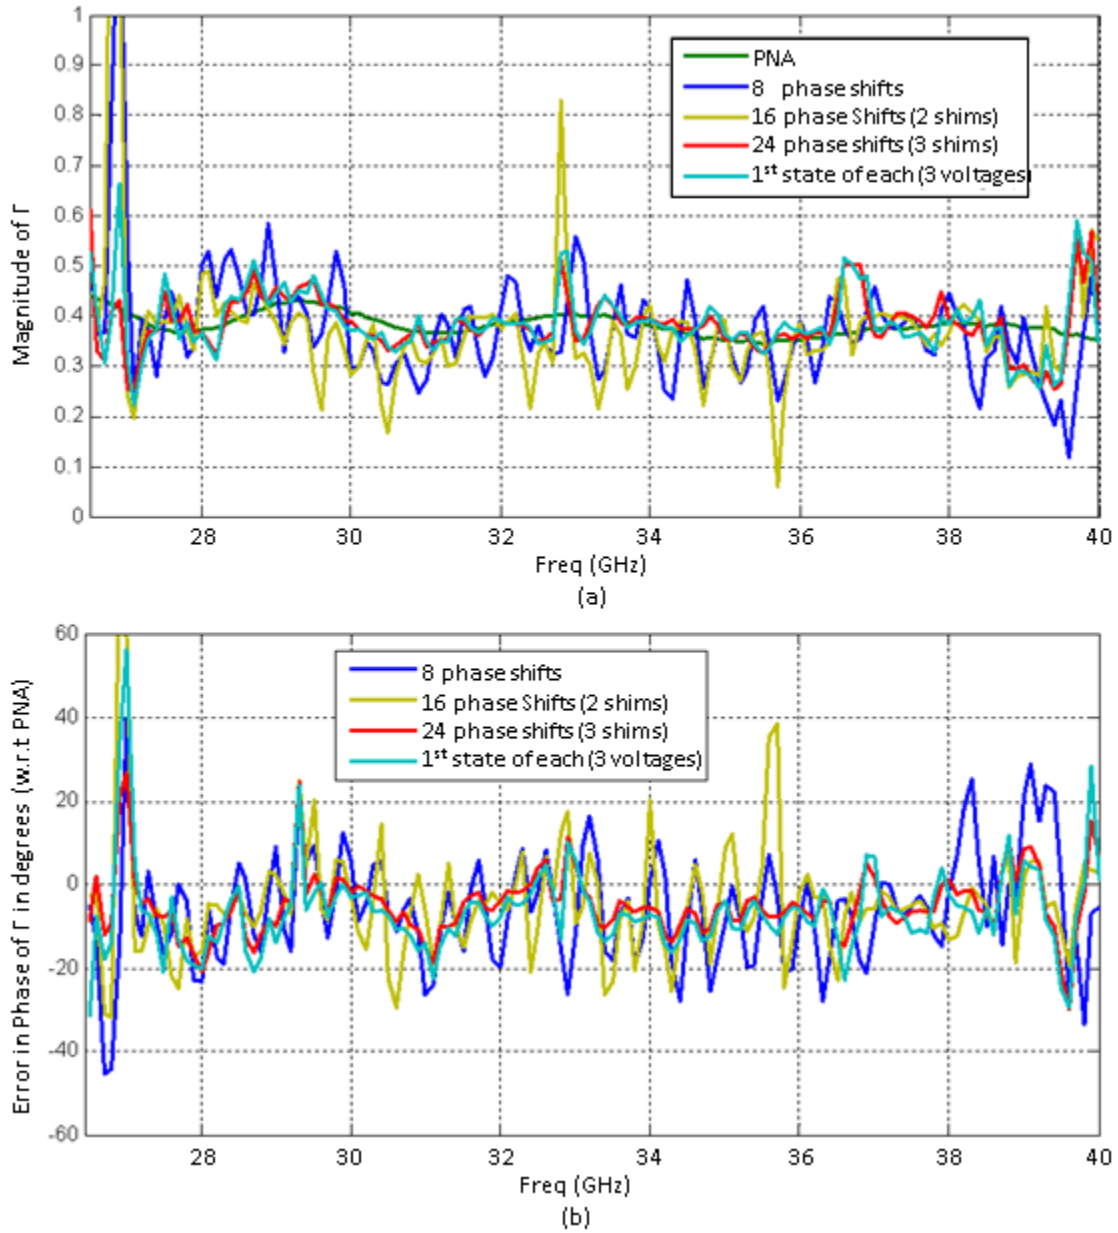 1
0.9
0.8
0.7
0.6
0.5
0.4
0.3
0.2
0.1
0
Magnitude of Γ
PNA
8 phase shifts
16 phase Shifts (2 shims)
24 phase shifts (3 shims)
1st state of each (3 voltages)
28 30 32 34 36 38 40
Freq (GHz)
(a)
60
40
20
0
-20
-40
-60
Error in Phase of Γ in degrees (w.r.t PNA)
8 phase shifts
16 phase Shifts (2 shims)
24 phase shifts (3 shims)
1st state of each (3 voltages)
28 30 32 34 36 38 40
Freq (GHz)
(b)